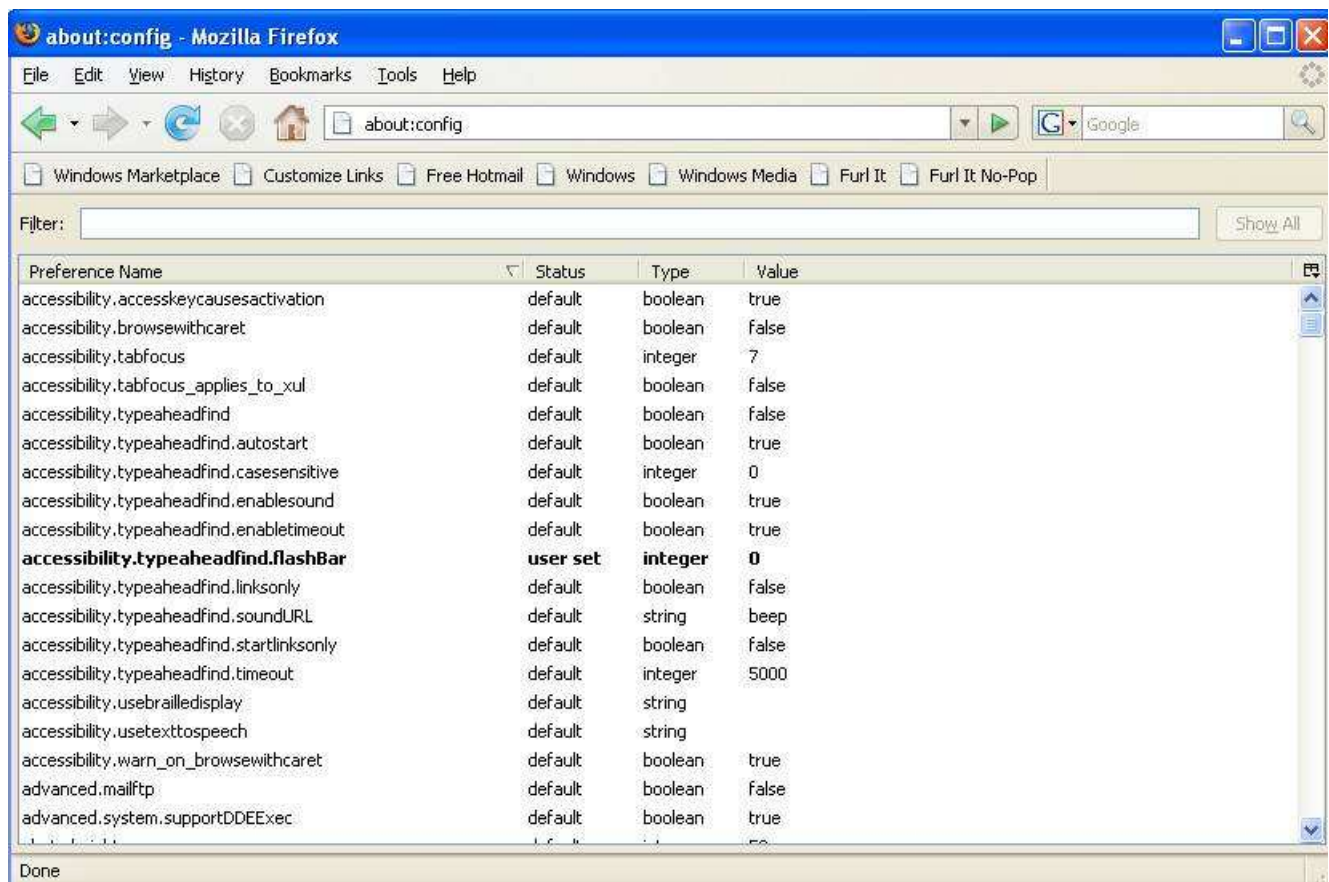 about:config - Mozilla Firefox
File Edit View History Bookmarks Tools Help
about:config G Google
Windows Marketplace Customize Links Free Hotmail Windows Windows Media Furl It Furl It No-Pop
Filter: Show All
Preference Name Status Type Value
accessibility.accesskeycausesactivation default boolean true
accessibility.browsewithcaret default boolean false
accessibility.tabfocus default integer 7
accessibility.tabfocus_applies_to_xul default boolean false
accessibility.typeaheadfind default boolean false
accessibility.typeaheadfind.autostart default boolean true
accessibility.typeaheadfind.casesensitive default integer 0
accessibility.typeaheadfind.enablesound default boolean true
accessibility.typeaheadfind.enabletimeout default boolean true
accessibility.typeaheadfind.flashBar user set integer 0
accessibility.typeaheadfind.linksonly default boolean false
accessibility.typeaheadfind.soundURL default string beep
accessibility.typeaheadfind.startlinksonly default boolean false
accessibility.typeaheadfind.timeout default integer 5000
accessibility.usebrailledisplay default string
accessibility.usetexttospeech default string
accessibility.warn_on_browsewithcaret default boolean true
advanced.mailftp default boolean false
advanced.system.supportDDEExec default boolean true
Done